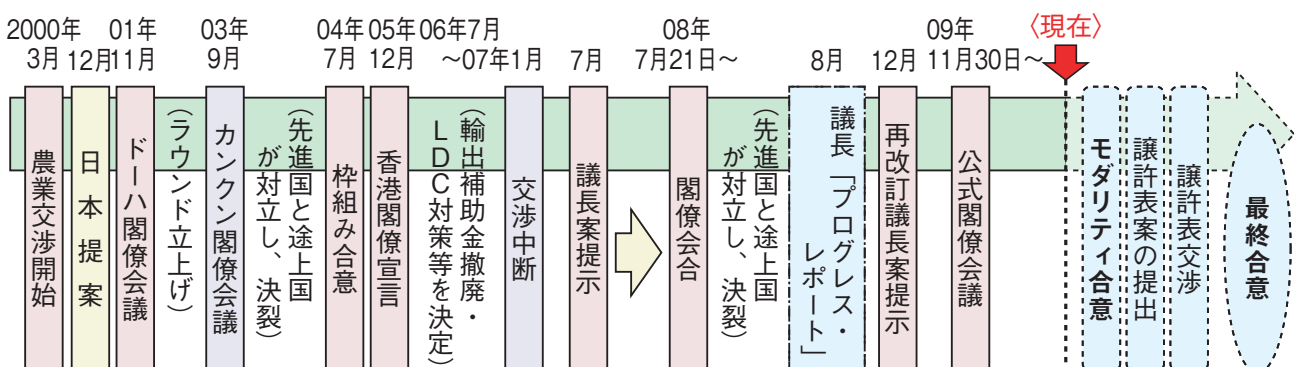 2000年
3月
12月
01年
11月
03年
9月
04年
7月
05年
12月
06年7月
～07年1月
7月
08年
7月21日～
8月
12月
09年
11月30日～
〈現在〉
農業交渉開始
日本提案
ドーハ閣僚会議
（ラウンド立上げ）
カンクン閣僚会議
（先進国と途上国
が対立し、決裂）
枠組み合意
香港閣僚宣言
（輸出補助金撤廃・
ＬＤＣ対策等を決定）
交渉中断
議長案提示
閣僚会合
（先進国と途上国
が対立し、決裂）
議長「プログレス・
レポート」
再改訂議長案提示
公式閣僚会議
モダリティ合意
譲許表案の提出
譲許表交渉
最終合意